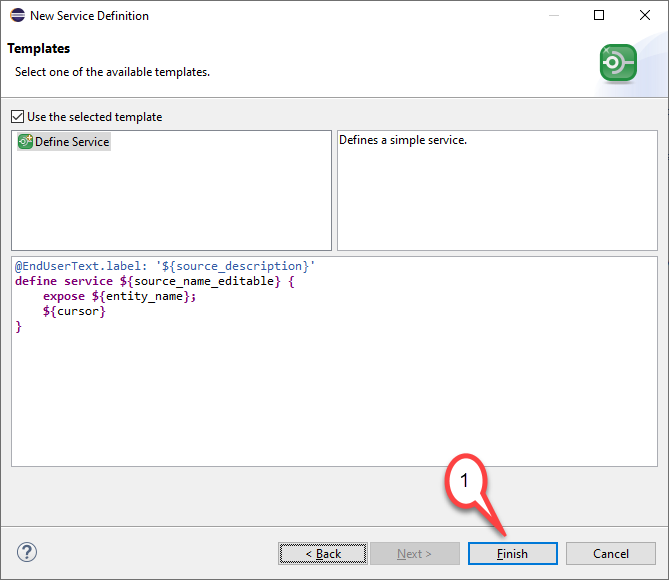 New Service Definition
Templates
Select one of the available templates.
Use the selected template
Define Service
Defines a simple service.
@EndUserText.label: '${source_description}'
define service ${source_name_editable} {
    expose ${entity_name};
    ${cursor}
}
1
?
< Back
Next >
Finish
Cancel